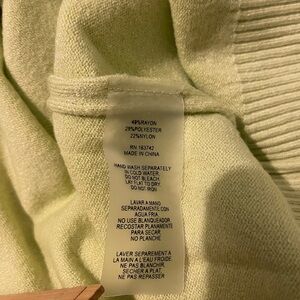 49%RAYON
29%POLYESTER
22%NYLON
RN 163742
MADE IN CHINA
HAND WASH SEPARATELY
IN COLD WATER.
DO NOT BLEACH.
LAY FLAT TO DRY.
DO NOT IRON
LAVAR A MANO
SEPARADAMENTE CON
AGUA FRIA
NO USE BLANQUEADOR.
RECOSTAR PLANAMENTE
PARA SECAR
NO PLANCHE
LAVER SEPAREMENT A
LA MAIN A L'EAU FROIDE.
NE PAS BLANCHIR.
SECHER A PLAT,
NE PAS REPASSER